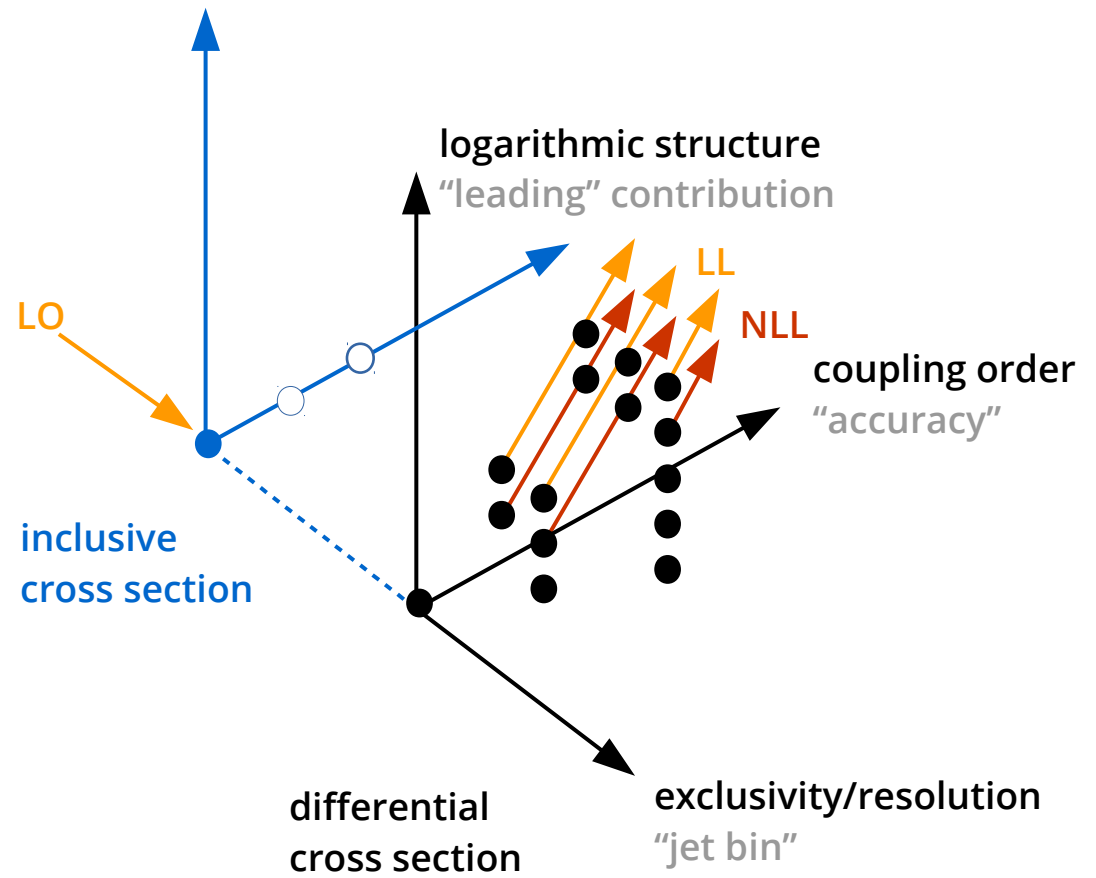 logarithmic structure
“leading” contribution
LL
LO
NLL
coupling order
“accuracy”
inclusive
cross section
differential
cross section
exclusivity/resolution
“jet bin”